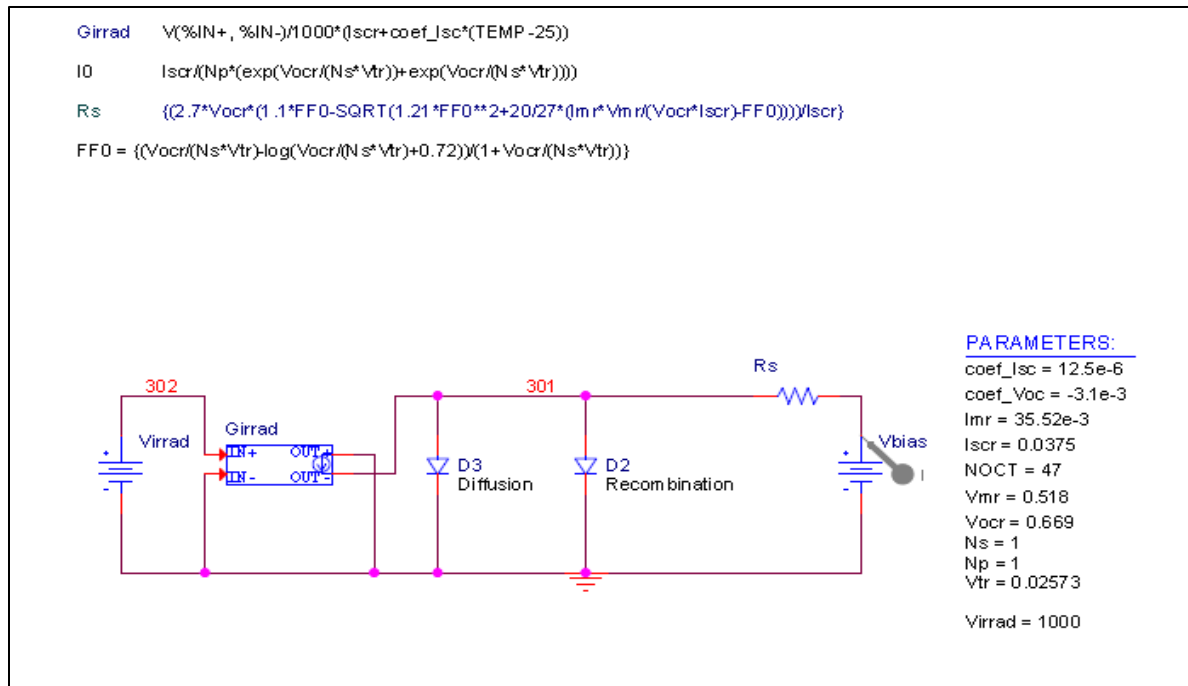 Girrad V(%IN+, %IN-)/1000*(Iscr+coef_Isc*(TEMP-25))
I0 Iscr/(Np*(exp(Vocr/(Ns*Vtr))+exp(Vocr/(Ns*Vtr))))
Rs {(2.7*Vocr*(1.1*FF0-SQRT(1.21*FF0**2+20/27*(Imr*Vmr/(Vocr*Iscr)-FF0))))/Iscr}
FF0 = {(Vocr/(Ns*Vtr)-log(Vocr/(Ns*Vtr)+0.72))/(1+Vocr/(Ns*Vtr))}
302
301
Rs
Virrad
Girrad
IN+ OUT+
IN- OUT-
D3
Diffusion
D2
Recombination
Vbias
I
PARAMETERS:
coef_Isc = 12.5e-6
coef_Voc = -3.1e-3
Imr = 35.52e-3
Iscr = 0.0375
NOCT = 47
Vmr = 0.518
Vocr = 0.669
Ns = 1
Np = 1
Vtr = 0.02573
Virrad = 1000